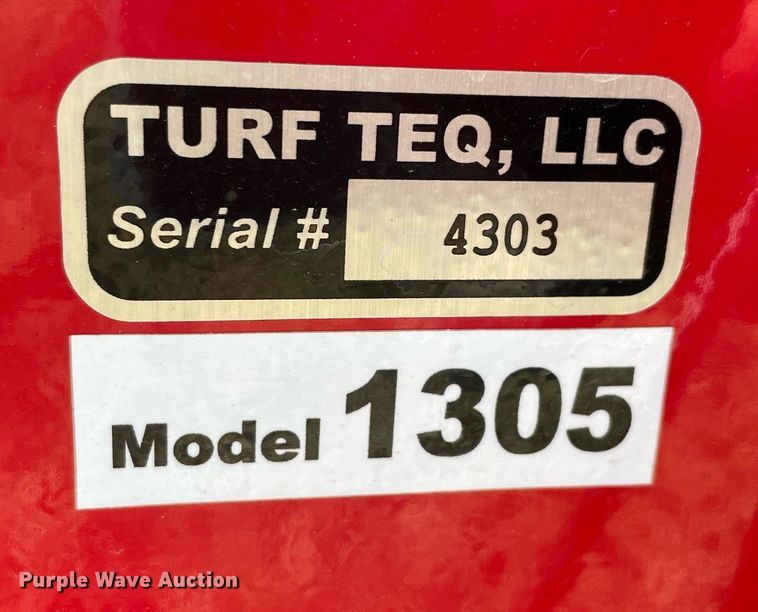 TURF TEQ, LLC
Serial # 4303
Model 1305
Purple Wave Auction